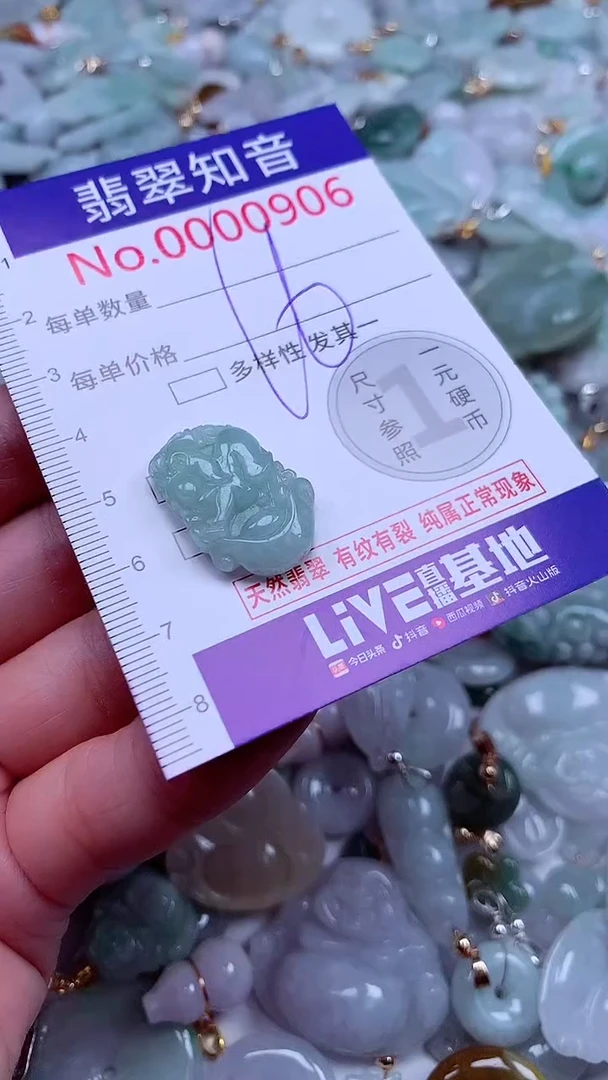 翡翠知音
No.0000906
每单数量
每单价格
多样性 发其一
一元硬币
尺寸参照
1
天然翡翠 有纹有裂 纯属正常现象
LiVE直播基地
今日头条 抖音 西瓜视频 抖音火山版
1
2
3
4
5
6
7
8